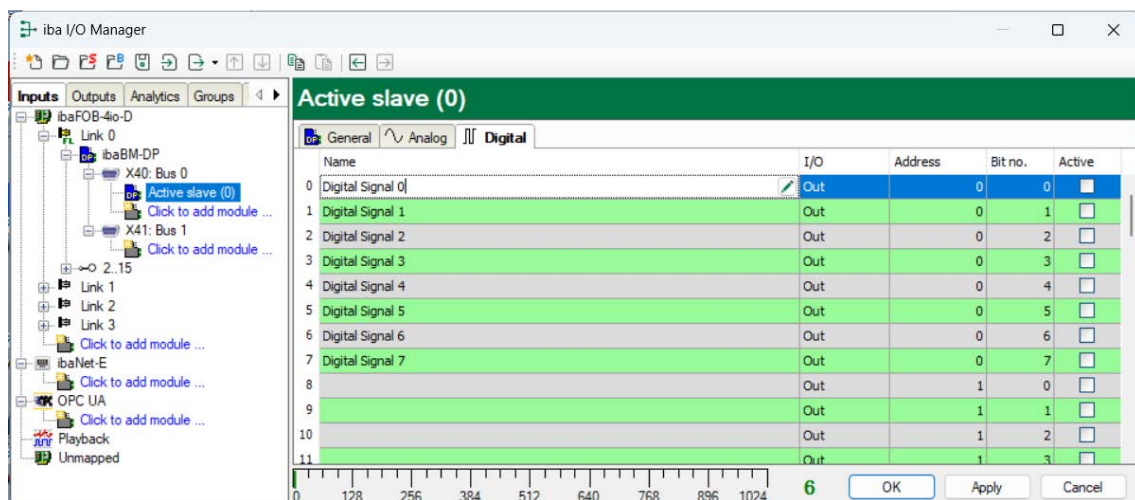 iba I/O Manager
Inputs Outputs Analytics Groups
ibaFOB-4io-D
Link 0
ibaBM-DP
X40: Bus 0
Active slave (0)
Click to add module ...
X41: Bus 1
Click to add module ...
2..15
Link 1
Link 2
Link 3
Click to add module ...
ibaNet-E
Click to add module ...
OPC UA
Click to add module ...
Playback
Unmapped
Active slave (0)
General Analog Digital
Name I/O Address Bit no. Active
0 Digital Signal 0 Out 0 0
1 Digital Signal 1 Out 0 1
2 Digital Signal 2 Out 0 2
3 Digital Signal 3 Out 0 3
4 Digital Signal 4 Out 0 4
5 Digital Signal 5 Out 0 5
6 Digital Signal 6 Out 0 6
7 Digital Signal 7 Out 0 7
8 Out 1 0
9 Out 1 1
10 Out 1 2
11 Out 1 3
0 128 256 384 512 640 768 896 1024
6 OK Apply Cancel